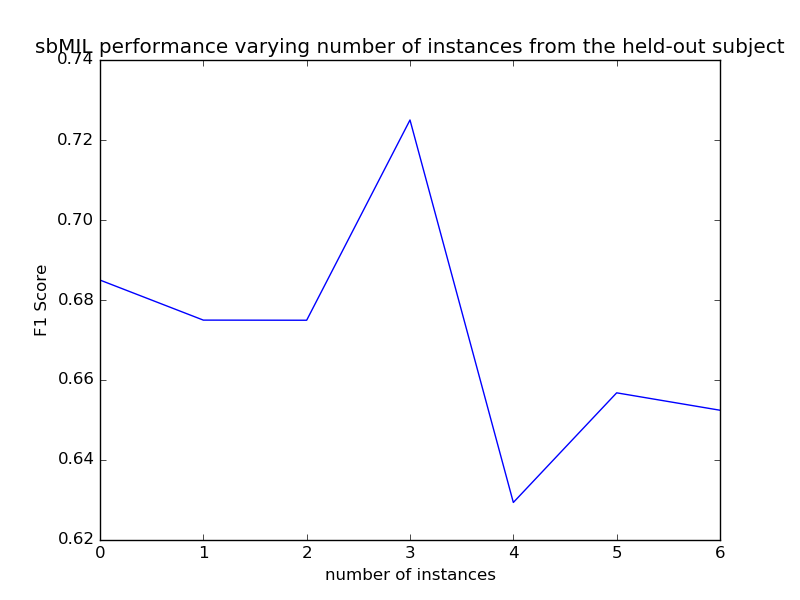 sbMIL performance varying number of instances from the held-out subject
0.74
0.72
0.70
0.68
0.66
0.64
0.62
F1 Score
0 1 2 3 4 5 6
number of instances